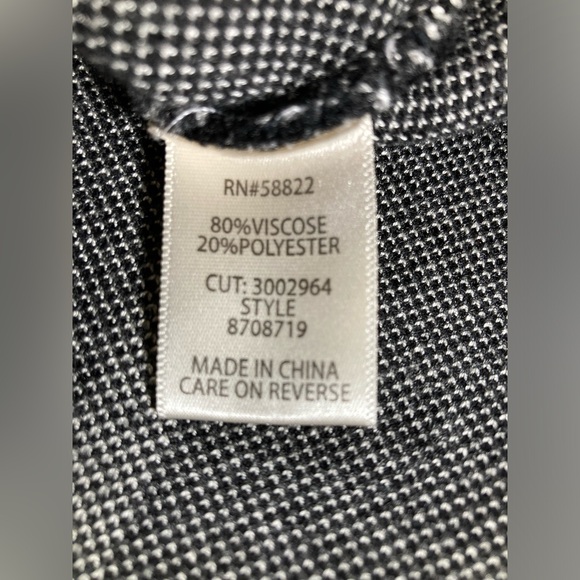 RN#58822
80%VISCOSE
20%POLYESTER
CUT: 3002964
STYLE
8708719
MADE IN CHINA
CARE ON REVERSE